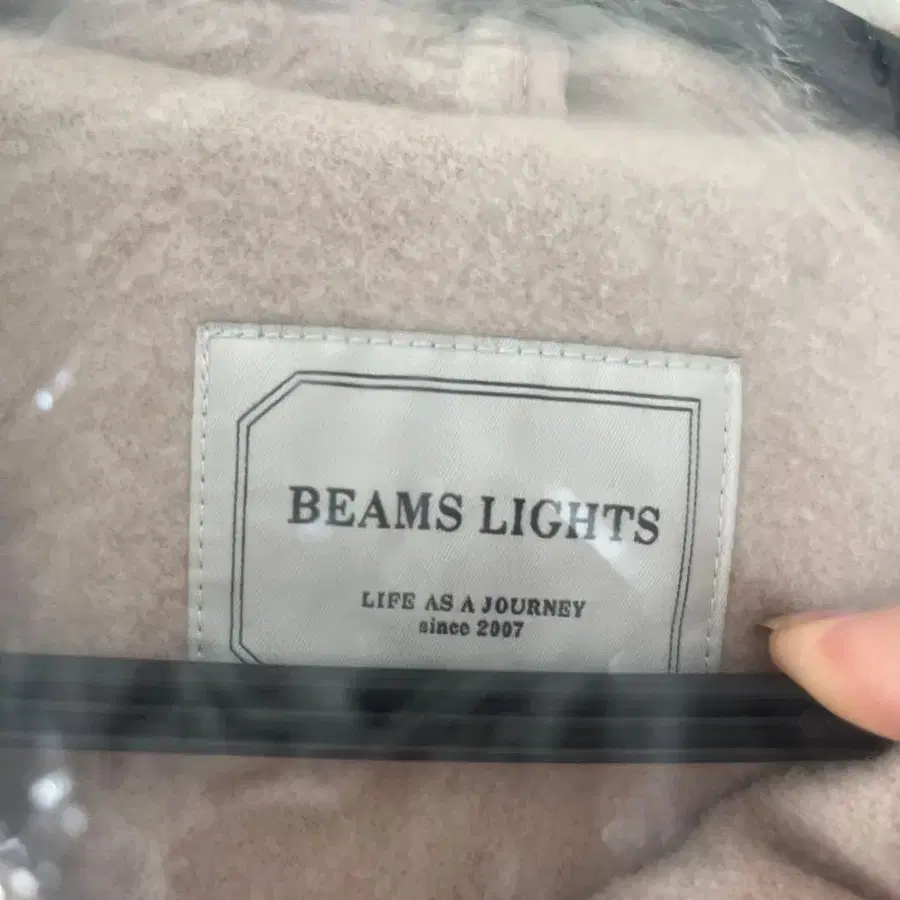 BEAMS LIGHTS
LIFE AS A JOURNEY
since 2007